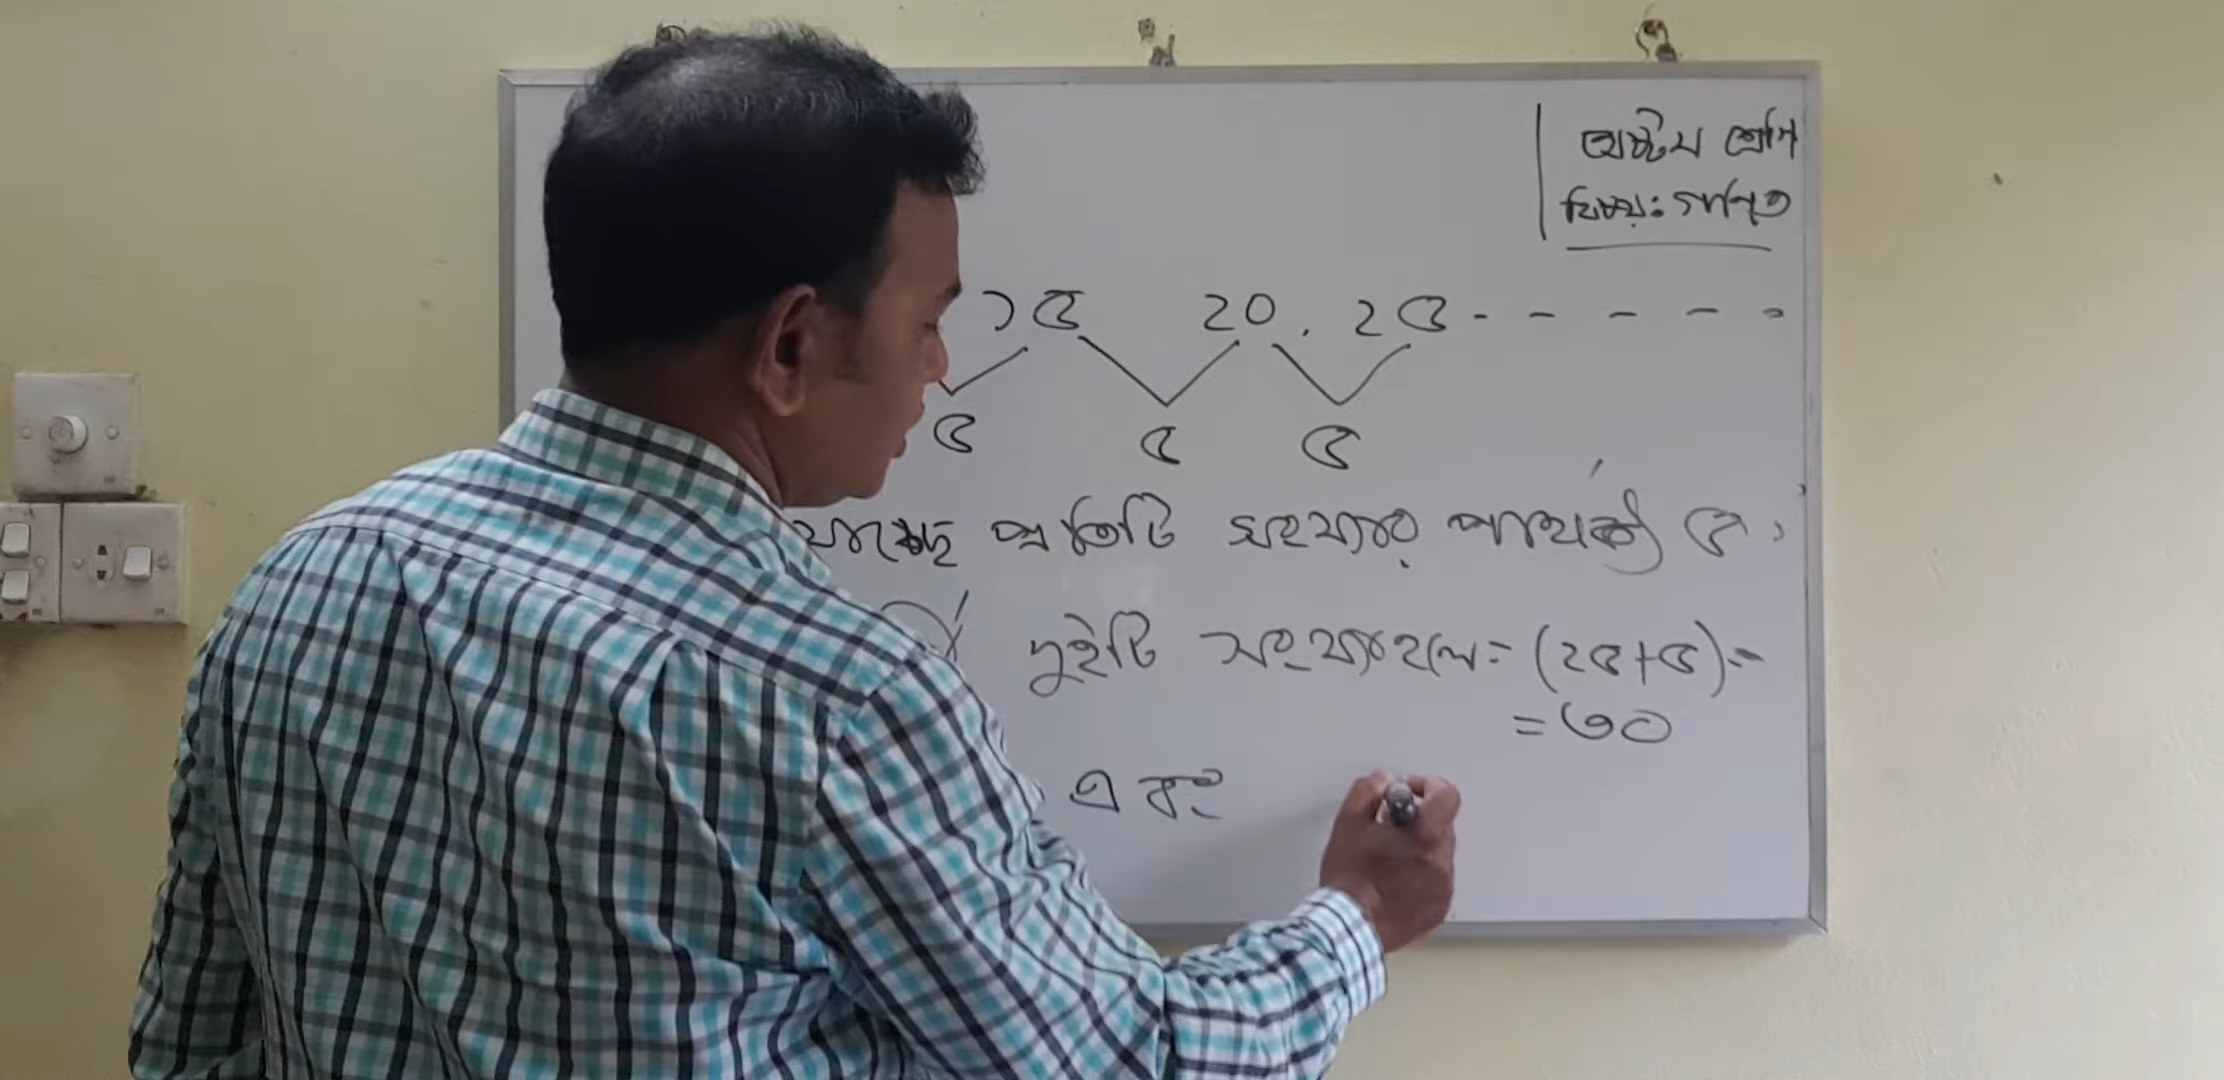 অষ্টম শ্রেণি
বিষয়: গণিত
১৫ ২০, ২৫ - - - - -
৫ ৫ ৫
যাচ্ছে প্রতিটি সংখ্যার পার্থক্য ৫,
দুইটি সংখ্যা হলো = (২৫+৫) =
= ৩০
এবং